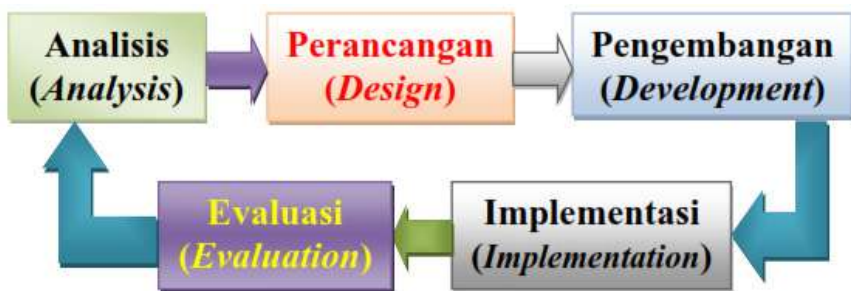 Analisis
(Analysis)
Perancangan
(Design)
Pengembangan
(Development)
Implementasi
(Implementation)
Evaluasi
(Evaluation)